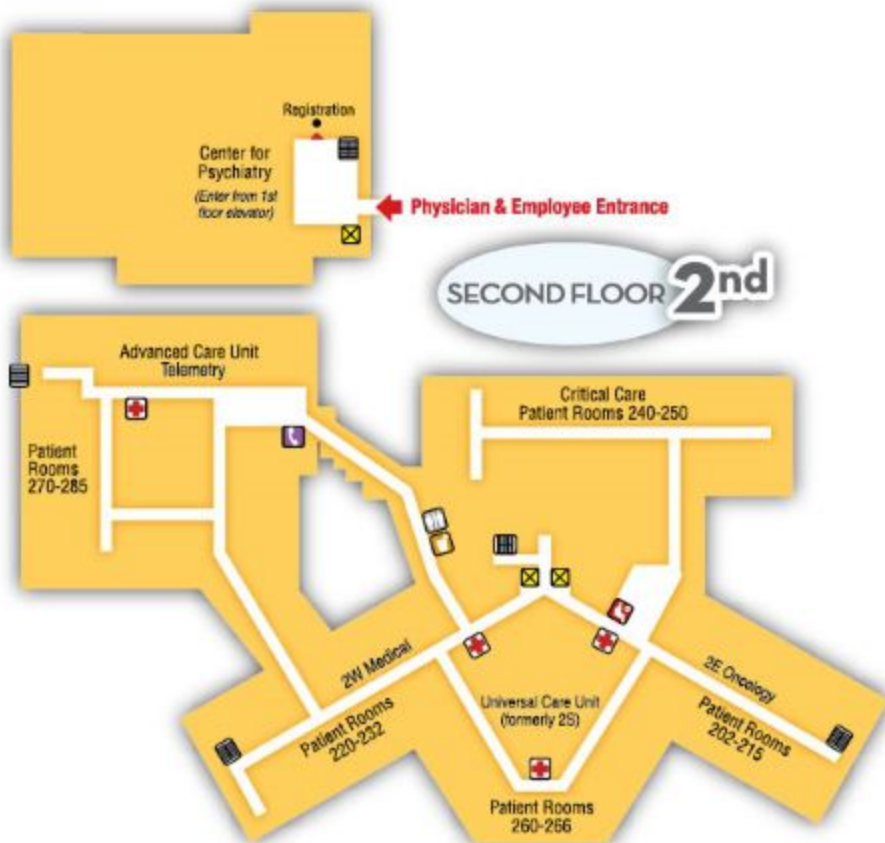 Registration
Center for
Psychiatry
(Enter from 1st
floor elevator)
Physician & Employee Entrance
SECOND FLOOR 2nd
Advanced Care Unit
Telemetry
Critical Care
Patient Rooms 240-250
Patient
Rooms
270-285
2W Medical
2E Oncology
Universal Care Unit
(formerly 2S)
Patient Rooms
220-232
Patient Rooms
202-215
Patient Rooms
260-266